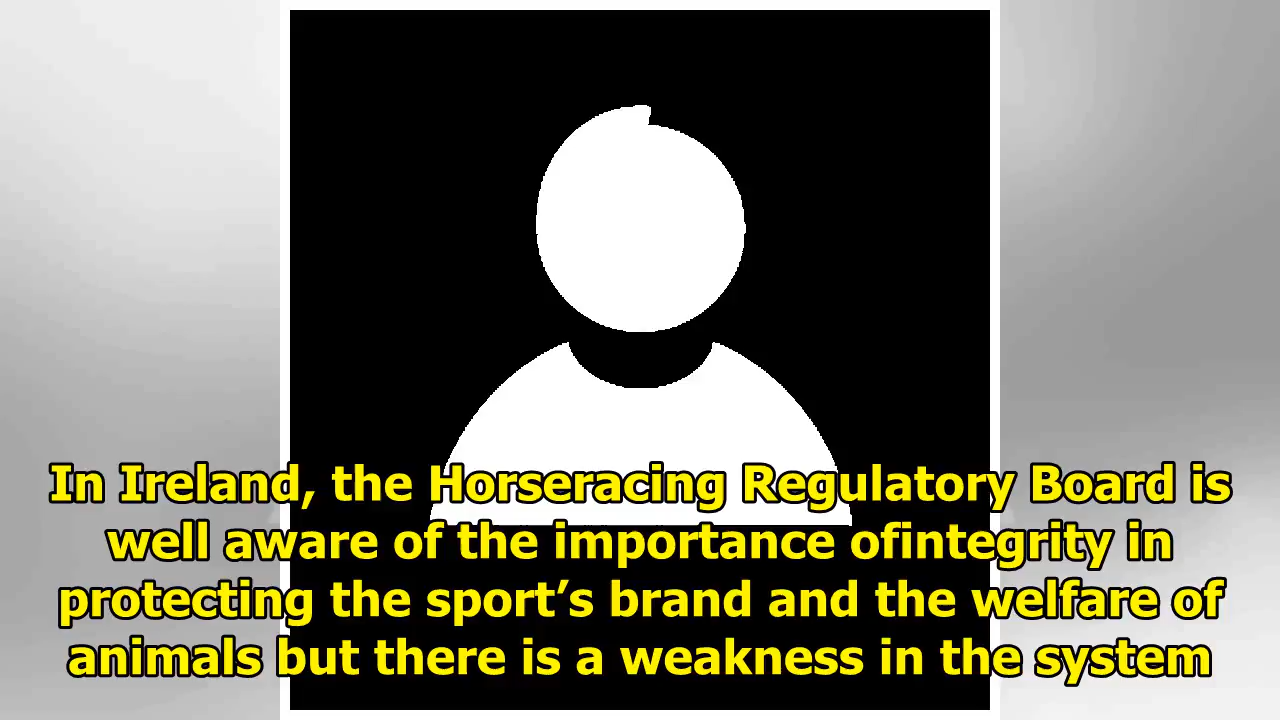 In Ireland, the Horseracing Regulatory Board is
well aware of the importance ofintegrity in
protecting the sport’s brand and the welfare of
animals but there is a weakness in the system